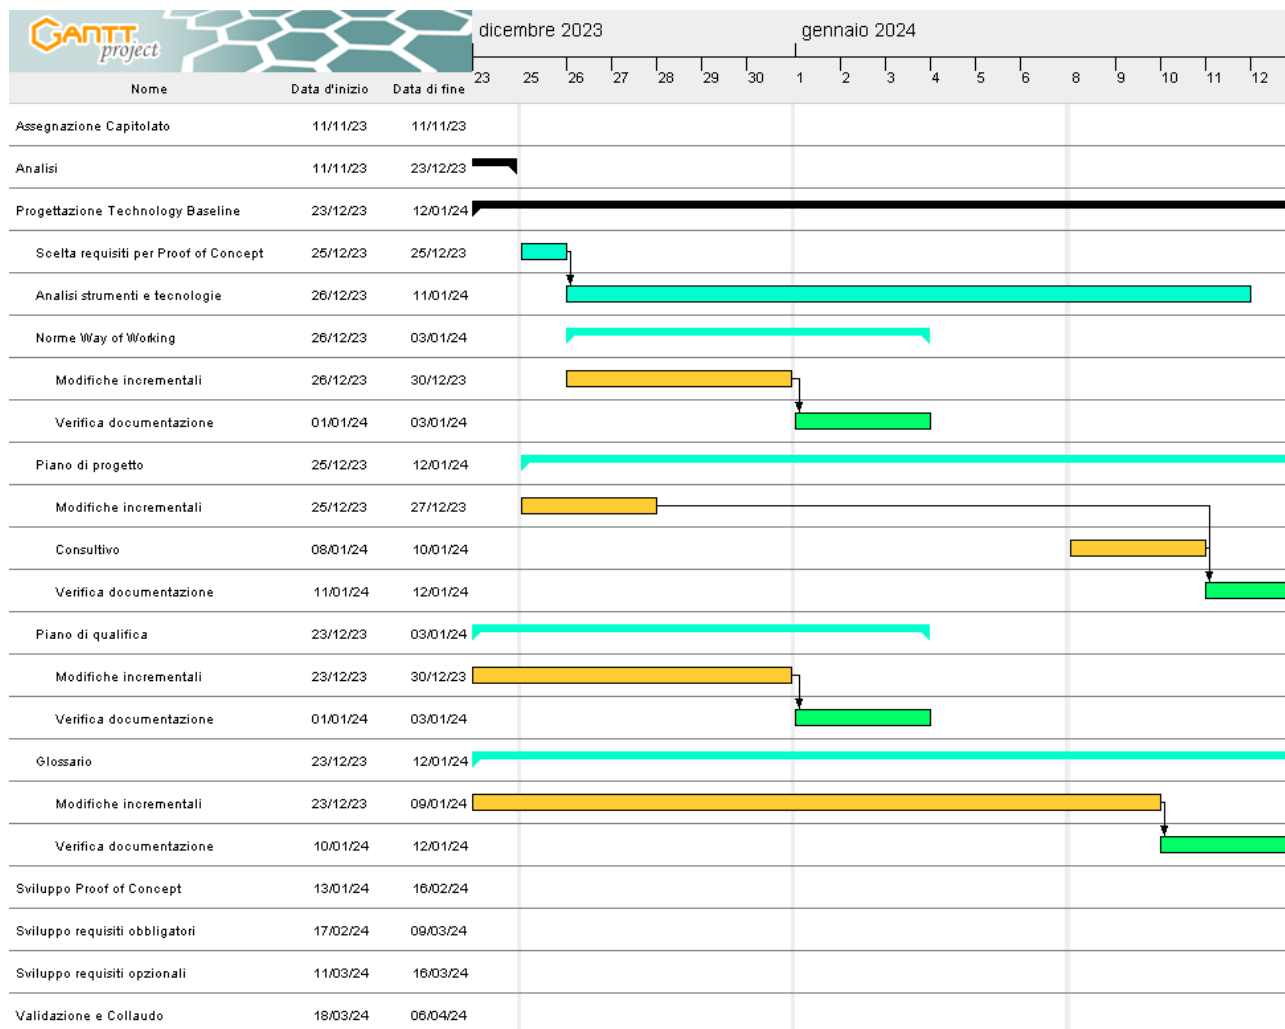 GANTT project
dicembre 2023 gennaio 2024
23 25 26 27 28 29 30 1 2 3 4 5 6 8 9 10 11 12
Nome Data d'inizio Data di fine
Assegnazione Capitolato 11/11/23 11/11/23
Analisi 11/11/23 23/12/23
Progettazione Technology Baseline 23/12/23 12/01/24
Scelta requisiti per Proof of Concept 25/12/23 25/12/23
Analisi strumenti e tecnologie 26/12/23 11/01/24
Norme Way of Working 26/12/23 03/01/24
Modifiche incrementali 26/12/23 30/12/23
Verifica documentazione 01/01/24 03/01/24
Piano di progetto 25/12/23 12/01/24
Modifiche incrementali 25/12/23 27/12/23
Consultivo 08/01/24 10/01/24
Verifica documentazione 11/01/24 12/01/24
Piano di qualifica 23/12/23 03/01/24
Modifiche incrementali 23/12/23 30/12/23
Verifica documentazione 01/01/24 03/01/24
Glossario 23/12/23 12/01/24
Modifiche incrementali 23/12/23 09/01/24
Verifica documentazione 10/01/24 12/01/24
Sviluppo Proof of Concept 13/01/24 16/02/24
Sviluppo requisiti obbligatori 17/02/24 09/03/24
Sviluppo requisiti opzionali 11/03/24 16/03/24
Validazione e Collaudo 18/03/24 06/04/24